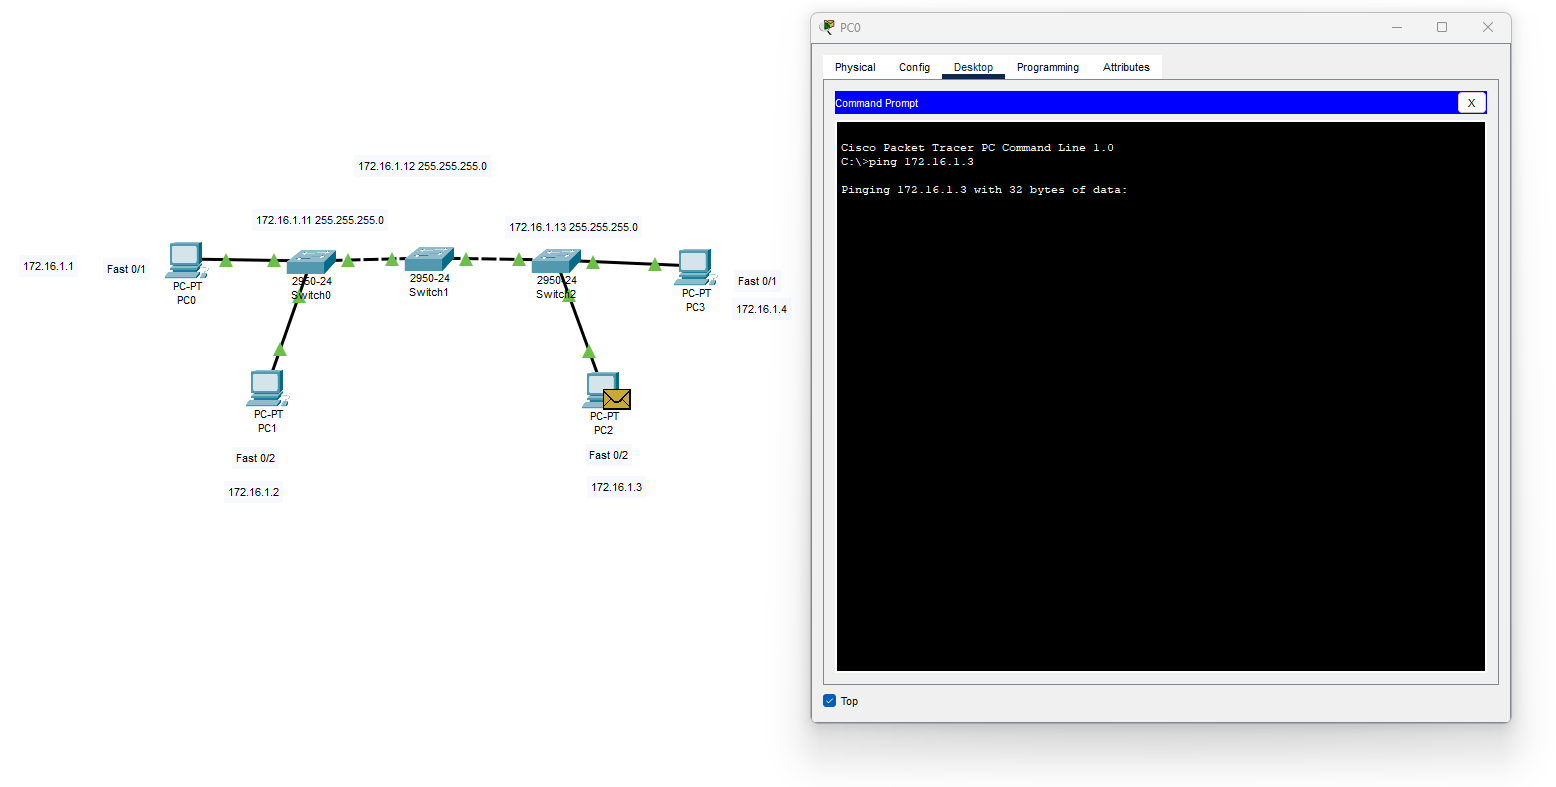 172.16.1.12 255.255.255.0
172.16.1.11 255.255.255.0
172.16.1.13 255.255.255.0
172.16.1.1
Fast 0/1
PC-PT
PC0
2950-24
Switch0
2950-24
Switch1
2950-24
Switch2
PC-PT
PC3
Fast 0/1
172.16.1.4
PC-PT
PC1
Fast 0/2
172.16.1.2
PC-PT
PC2
Fast 0/2
172.16.1.3
PC0
Physical Config Desktop Programming Attributes
Command Prompt X
Cisco Packet Tracer PC Command Line 1.0
C:\>ping 172.16.1.3
Pinging 172.16.1.3 with 32 bytes of data:
Top